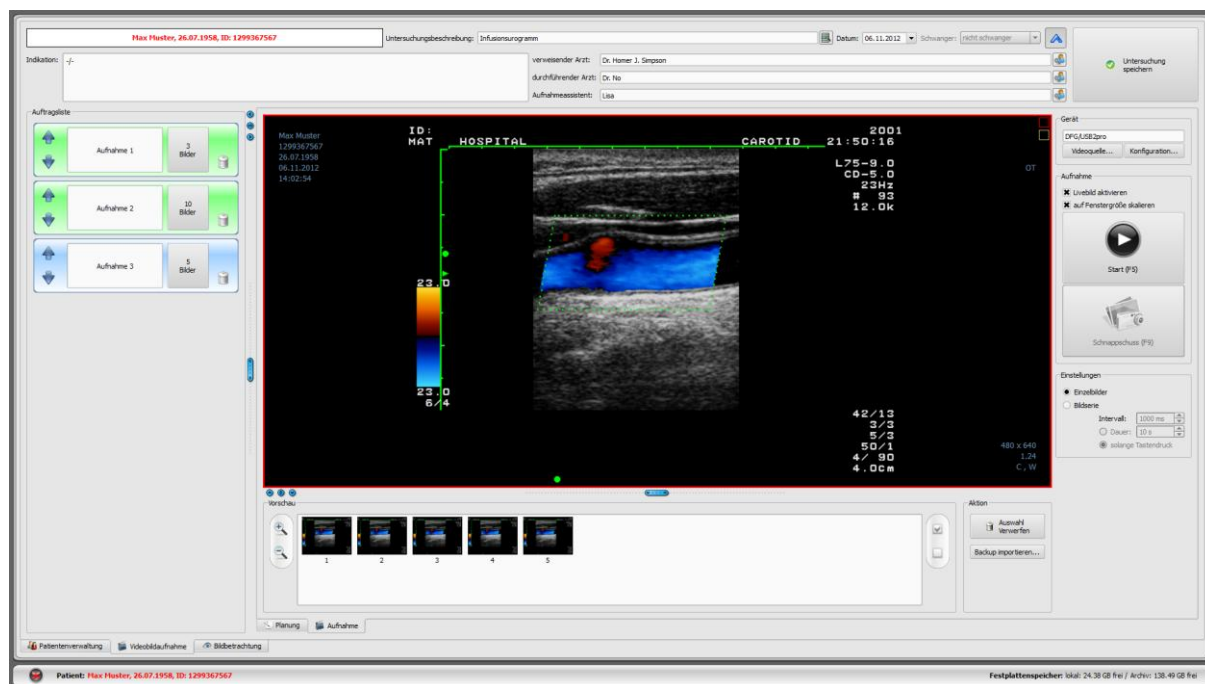 Max Muster, 26.07.1958, ID: 1299367567
Untersuchungsbeschreibung: Infusionsurogramm
Datum: 06.11.2012
Schwanger: nicht schwanger
Indikation: -/-
verweisender Arzt: Dr. Homer J. Simpson
durchführender Arzt: Dr. No
Aufnahmeassistent: Lisa
Untersuchung
speichern
Auftragsliste
Aufnahme 1
3
Bilder
Aufnahme 2
10
Bilder
Aufnahme 3
5
Bilder
Max Muster
1299367567
26.07.1958
06.11.2012
14:02:54
ID:
MAT HOSPITAL CAROTID
2001
21:50:16
L75-9.0
CD-5.0
23Hz
# 93
12.0k
OT
23.0
23.0
6/4
42/13
3/3
5/3
50/1
4/ 90
4.0cm
480 x 640
1.24
C , W
Gerät
DFG/USB2pro
Videoquelle... Konfiguration...
Aufnahme
Livebild aktivieren
auf Fenstergröße skalieren
Start (F5)
Schnappschuss (F9)
Einstellungen
Einzelbilder
Bildserie
Intervall: 1000 ms
Dauer: 10 s
solange Tastendruck
Vorschau
1 2 3 4 5
Aktion
Auswahl
Verwerfen
Backup importieren...
Planung Aufnahme
Patientenverwaltung Videobildaufnahme Bildbetrachtung
Patient: Max Muster, 26.07.1958, ID: 1299367567
Festplattenspeicher: lokal: 24.38 GB frei / Archiv: 138.49 GB frei